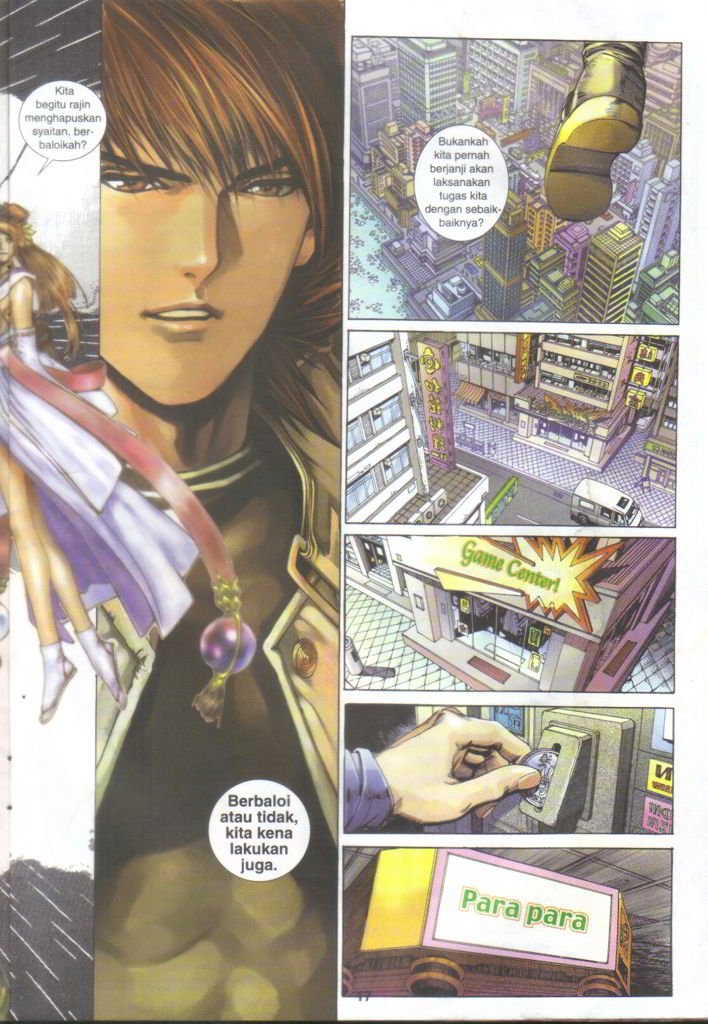 Kita
begitu rajin
menghapuskan
syaitan, ber-
baloikah?
Berbaloi
atau tidak,
kita kena
lakukan
juga.
Bukankah
kita pernah
berjanji akan
laksanakan
tugas kita
dengan sebaik-
baiknya?
Game Center!
Para para
17